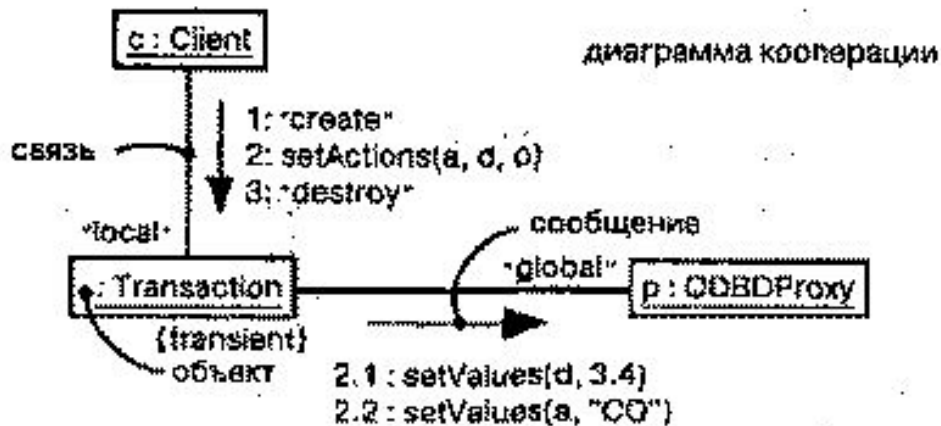 c : Client
диаграмма кооперации
1: "create"
2: setActions(a, d, o)
3: "destroy"
связь
сообщение
"local"
"global"
: Transaction
p : ODBDProxy
{transient}
объект
2.1 : setValues(d, 3.4)
2.2 : setValues(a, "CO")